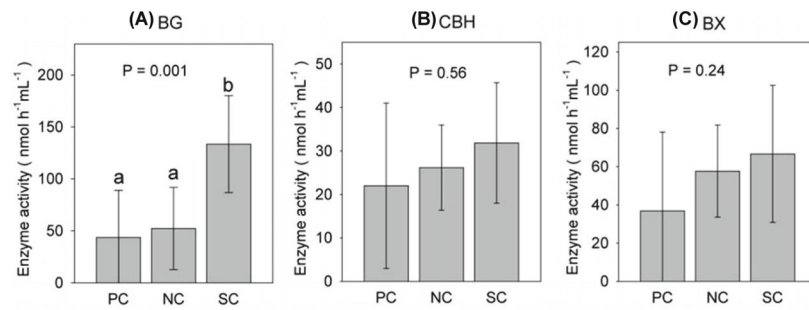 (A) BG
Enzyme activity ( nmol h⁻¹mL⁻¹)
200
150
100
50
0
P = 0.001
a
a
b
PC NC SC
(B) CBH
Enzyme activity ( nmol h⁻¹mL⁻¹)
50
40
30
20
10
0
P = 0.56
PC NC SC
(C) BX
Enzyme activity ( nmol h⁻¹mL⁻¹)
120
100
80
60
40
20
0
P = 0.24
PC NC SC